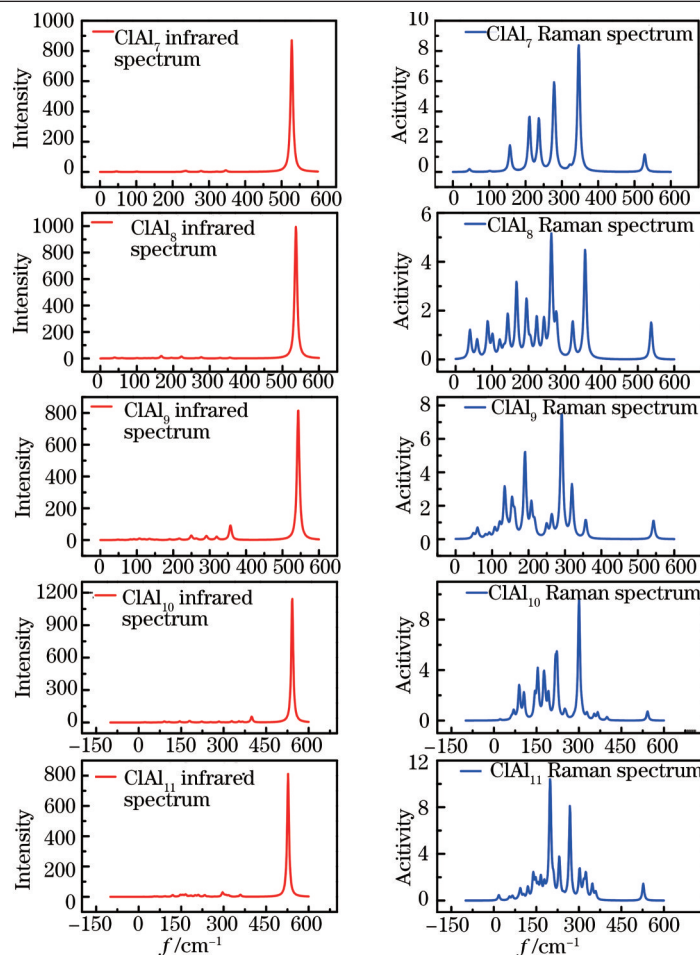 ClAl₇ infrared
spectrum
Intensity
1000
800
600
400
200
0
0 100 200 300 400 500 600
ClAl₇ Raman spectrum
Acitivity
10
8
6
4
2
0
0 100 200 300 400 500 600
ClAl₈ infrared
spectrum
Intensity
1000
800
600
400
200
0
0 100 200 300 400 500 600
ClAl₈ Raman spectrum
Acitivity
6
4
2
0
0 100 200 300 400 500 600
ClAl₉ infrared
spectrum
Intensity
800
600
400
200
0
0 100 200 300 400 500 600
ClAl₉ Raman spectrum
Acitivity
8
6
4
2
0
0 100 200 300 400 500 600
ClAl₁₀ infrared
spectrum
Intensity
1200
900
600
300
0
−150 0 150 300 450 600
ClAl₁₀ Raman spectrum
Acitivity
8
4
0
−150 0 150 300 450 600
ClAl₁₁ infrared
spectrum
Intensity
800
600
400
200
0
−150 0 150 300 450 600
f/cm⁻¹
ClAl₁₁ Raman spectrum
Acitivity
12
8
4
0
−150 0 150 300 450 600
f/cm⁻¹